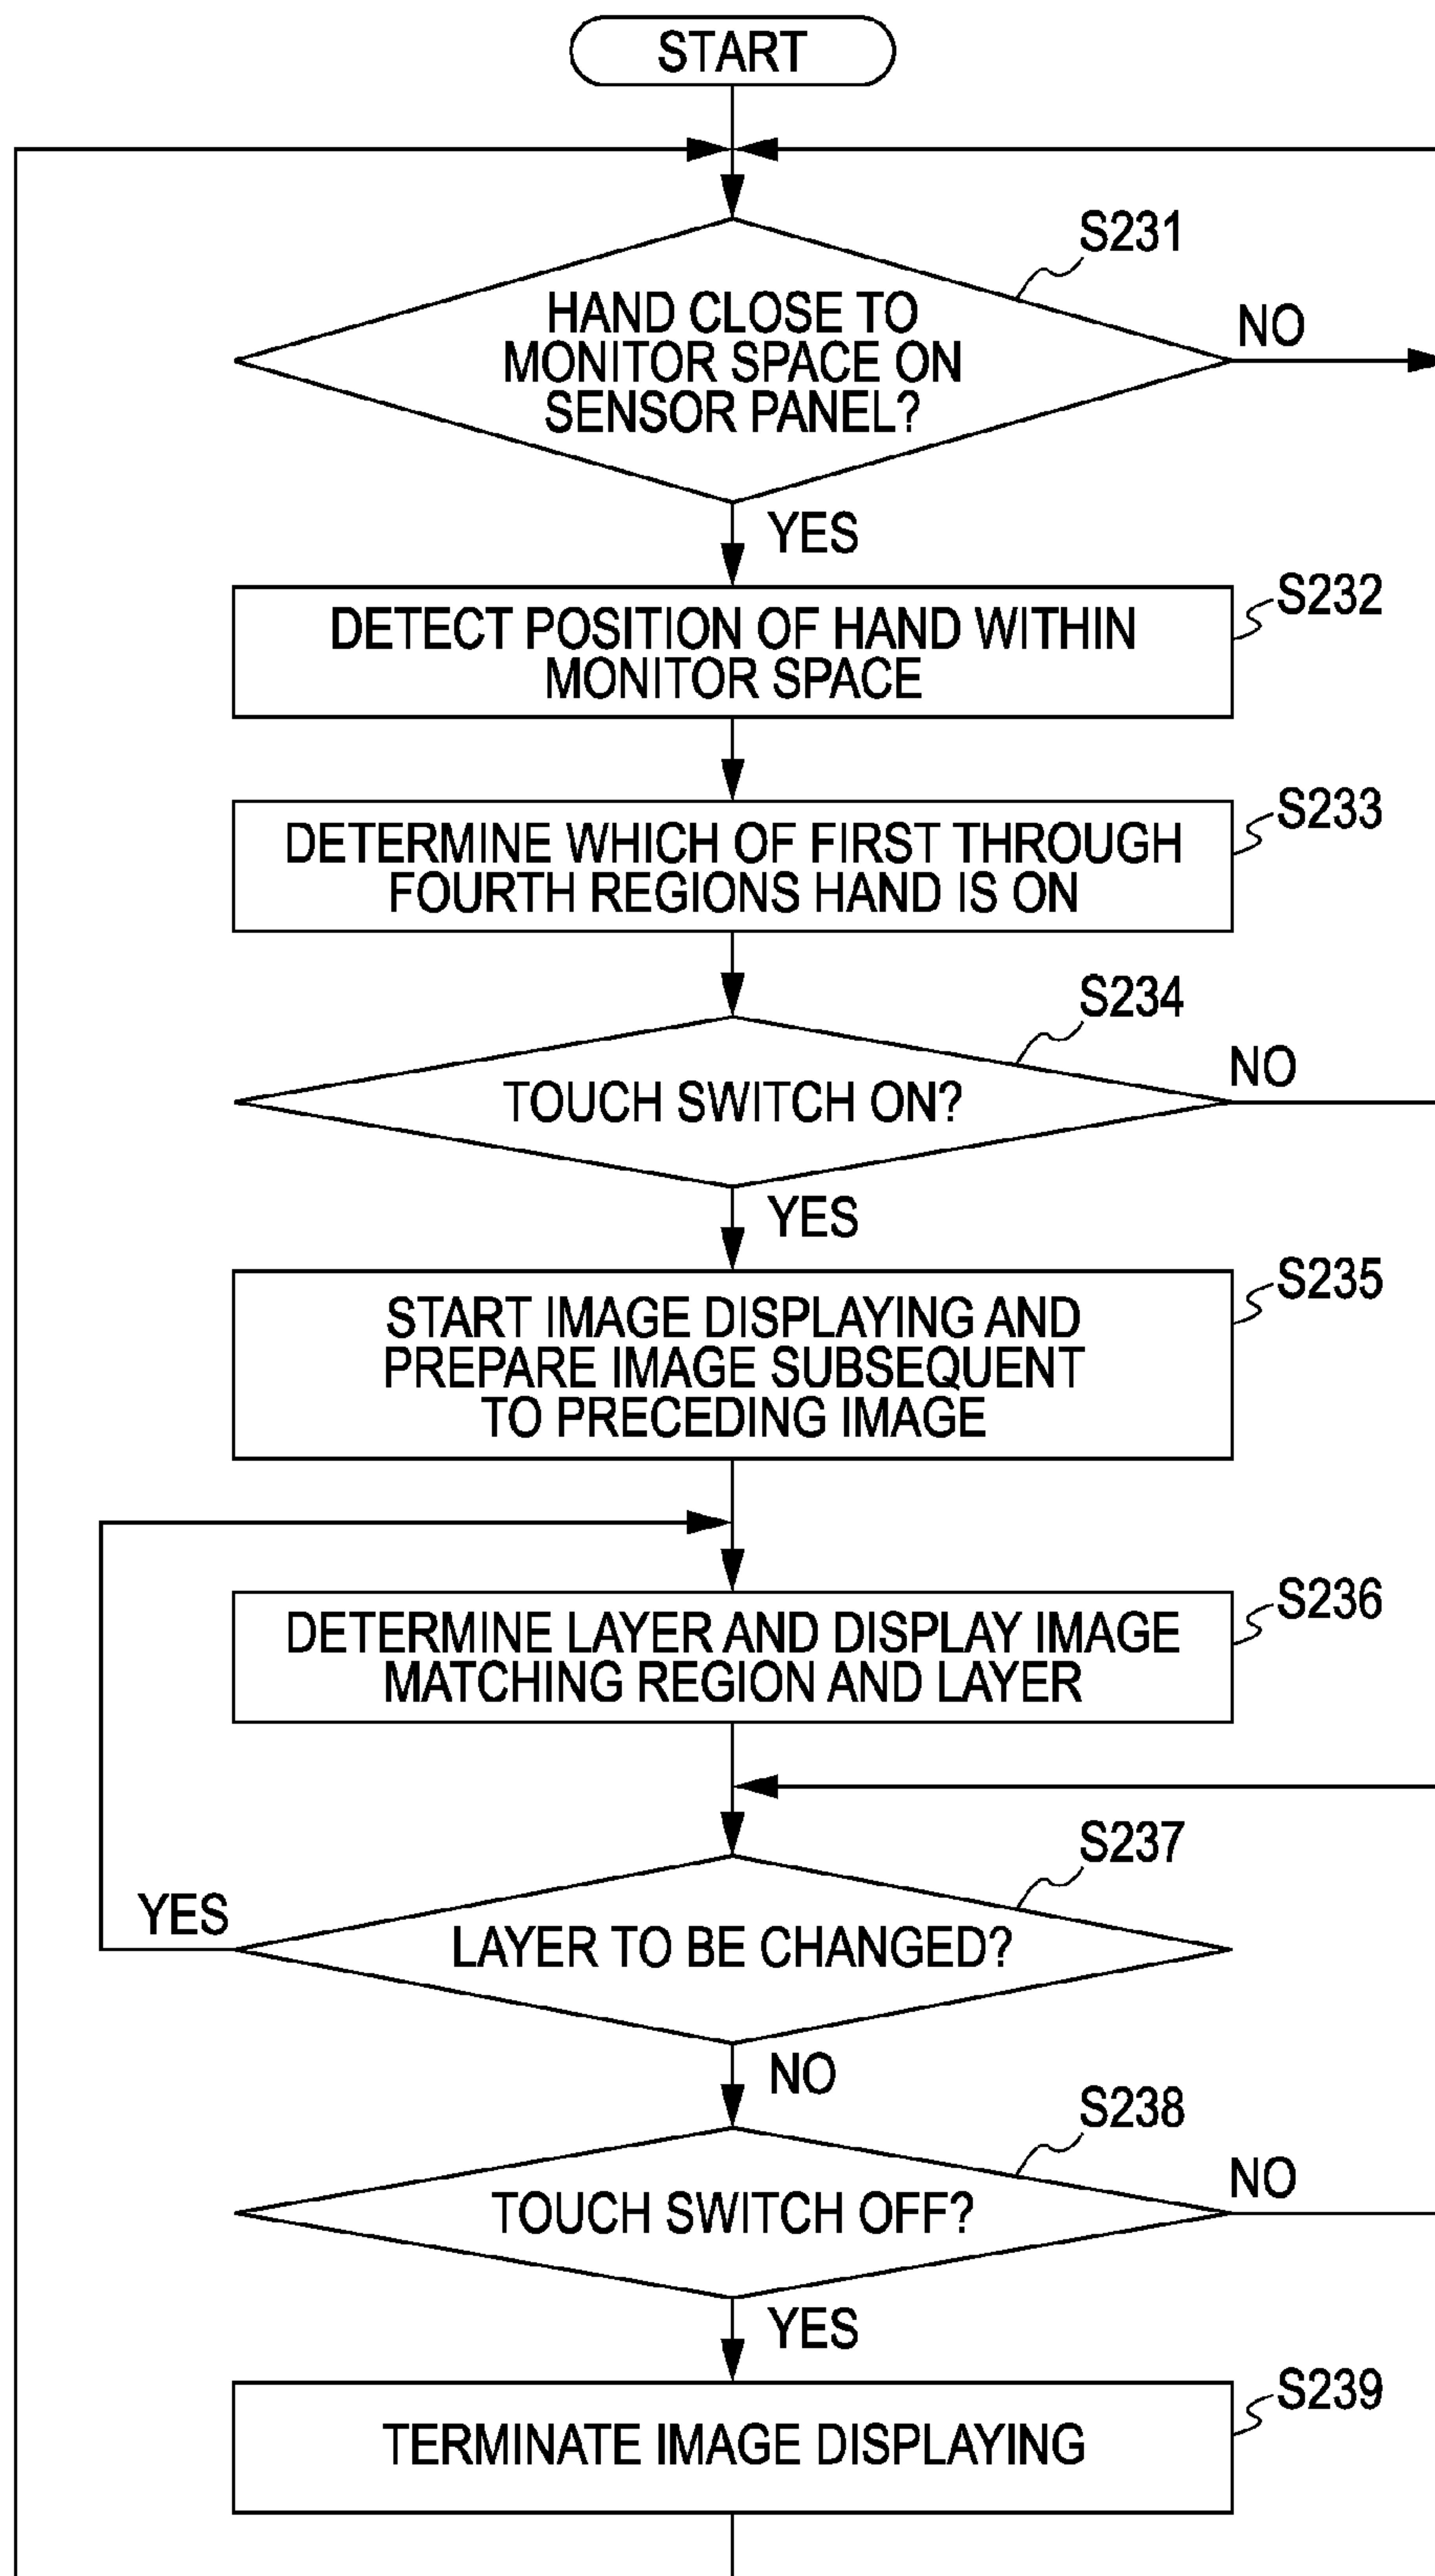 START
S231
HAND CLOSE TO
MONITOR SPACE ON
SENSOR PANEL?
NO
YES
S232
DETECT POSITION OF HAND WITHIN
MONITOR SPACE
S233
DETERMINE WHICH OF FIRST THROUGH
FOURTH REGIONS HAND IS ON
S234
TOUCH SWITCH ON?
NO
YES
S235
START IMAGE DISPLAYING AND
PREPARE IMAGE SUBSEQUENT
TO PRECEDING IMAGE
S236
DETERMINE LAYER AND DISPLAY IMAGE
MATCHING REGION AND LAYER
S237
YES
LAYER TO BE CHANGED?
NO
S238
TOUCH SWITCH OFF?
NO
YES
S239
TERMINATE IMAGE DISPLAYING